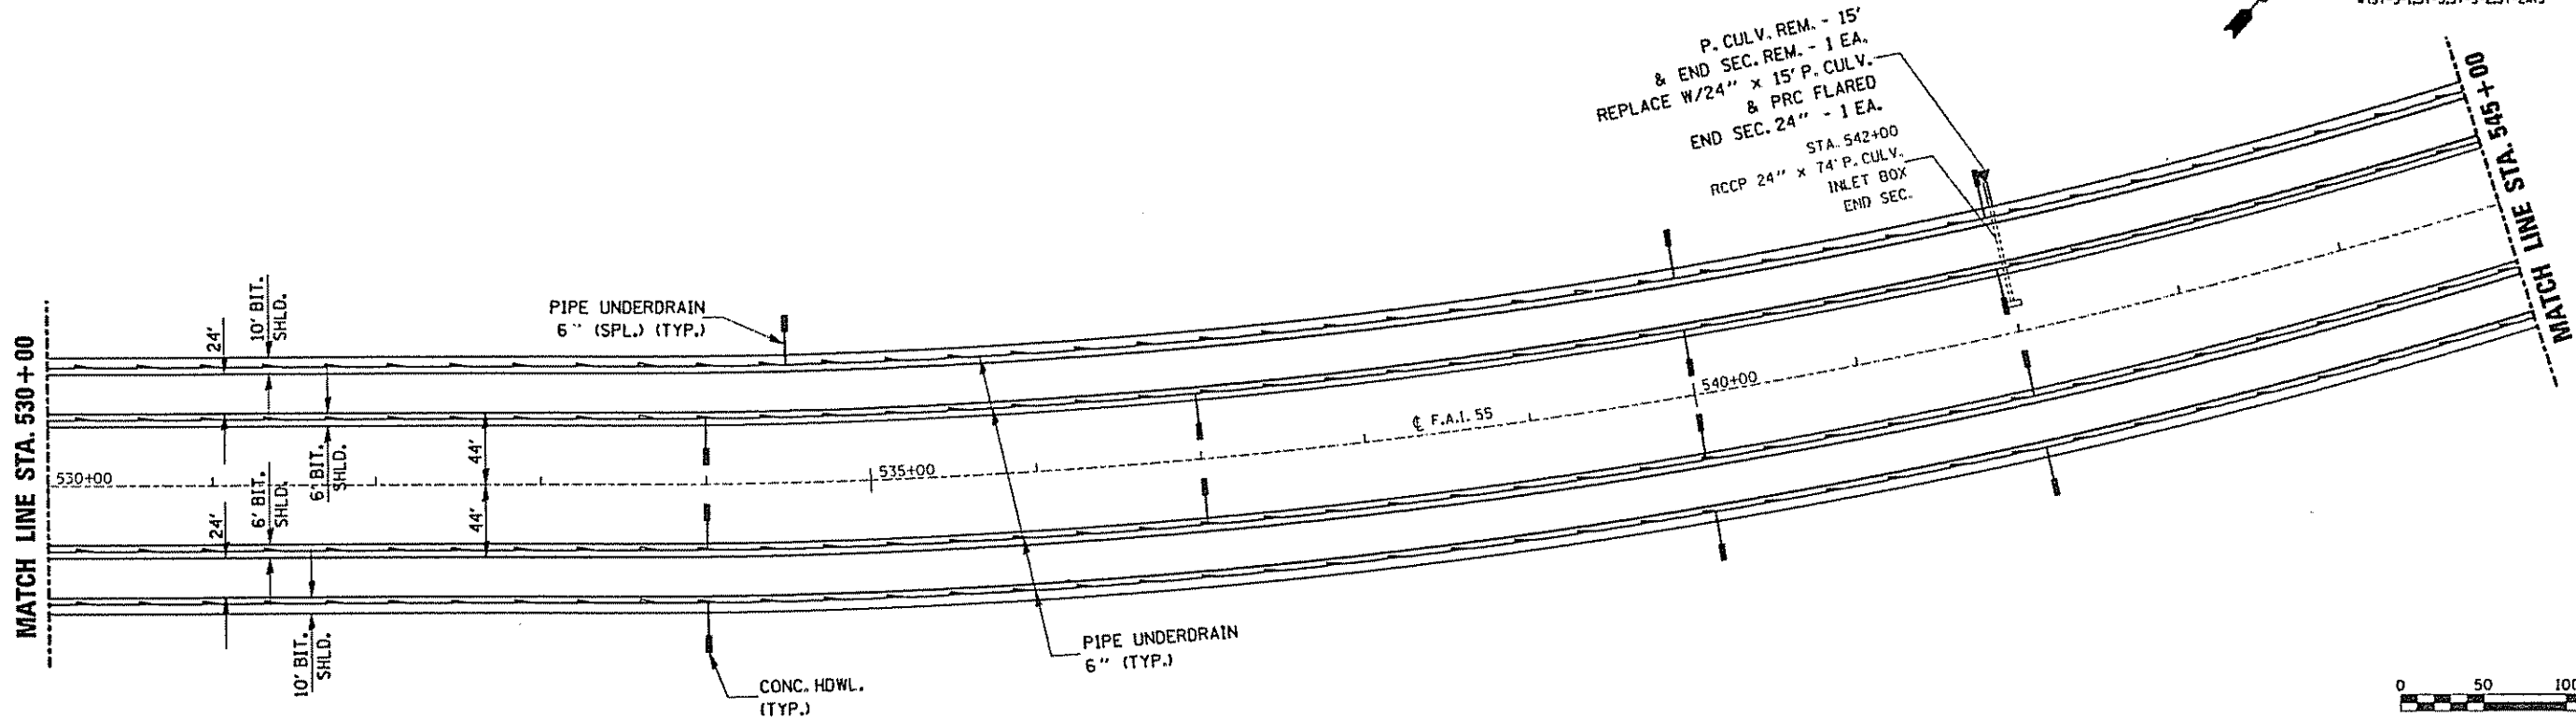 P. CULV. REM. - 15'
& END SEC. REM. - 1 EA.
REPLACE W/24" x 15' P. CULV.
& PRC FLARED
END SEC. 24" - 1 EA.
STA. 542+00
RCCP 24" x 74' P. CULV.
INLET BOX
END SEC.
MATCH LINE STA. 545+00
MATCH LINE STA. 530+00
24'
10' BIT.
SHLD.
PIPE UNDERDRAIN
6" (SPL.) (TYP.)
530+00
6' BIT.
SHLD.
44'
535+00
℄ F.A.I. 55
540+00
24'
6' BIT.
SHLD.
44'
10' BIT.
SHLD.
PIPE UNDERDRAIN
6" (TYP.)
CONC. HDWL.
(TYP.)
0 50 100